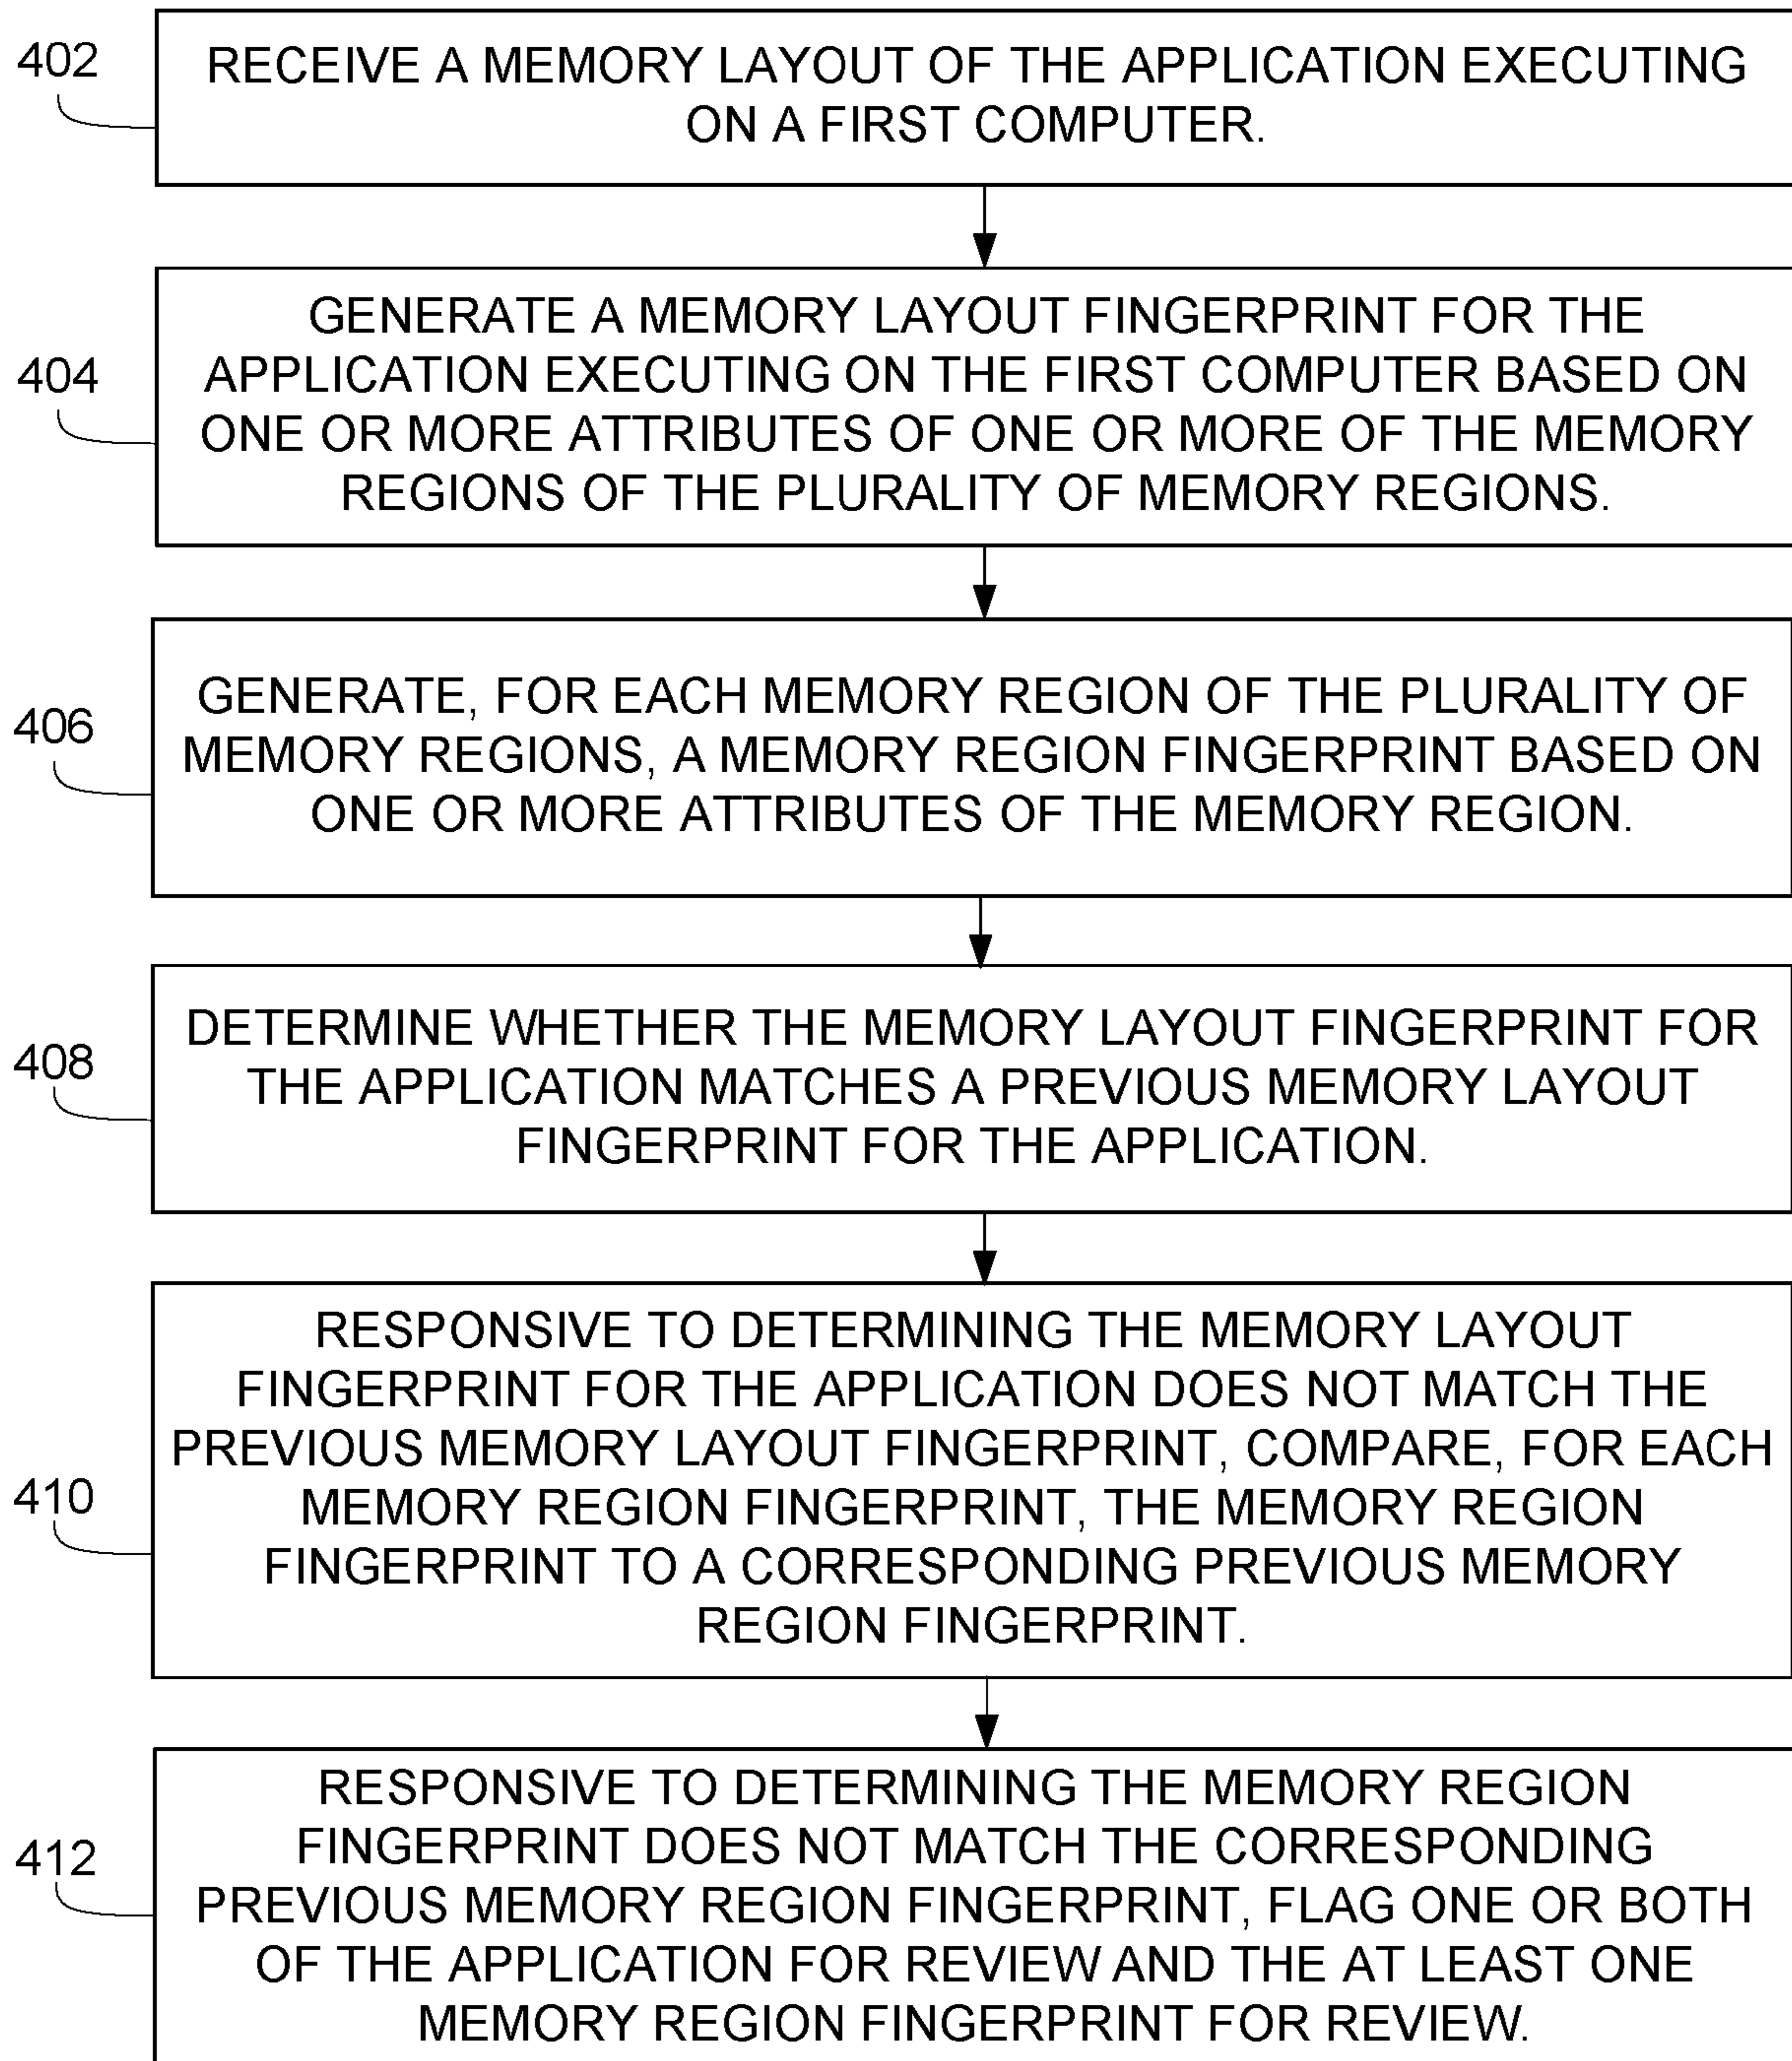 402
RECEIVE A MEMORY LAYOUT OF THE APPLICATION EXECUTING
ON A FIRST COMPUTER.
404
GENERATE A MEMORY LAYOUT FINGERPRINT FOR THE
APPLICATION EXECUTING ON THE FIRST COMPUTER BASED ON
ONE OR MORE ATTRIBUTES OF ONE OR MORE OF THE MEMORY
REGIONS OF THE PLURALITY OF MEMORY REGIONS.
406
GENERATE, FOR EACH MEMORY REGION OF THE PLURALITY OF
MEMORY REGIONS, A MEMORY REGION FINGERPRINT BASED ON
ONE OR MORE ATTRIBUTES OF THE MEMORY REGION.
408
DETERMINE WHETHER THE MEMORY LAYOUT FINGERPRINT FOR
THE APPLICATION MATCHES A PREVIOUS MEMORY LAYOUT
FINGERPRINT FOR THE APPLICATION.
410
RESPONSIVE TO DETERMINING THE MEMORY LAYOUT
FINGERPRINT FOR THE APPLICATION DOES NOT MATCH THE
PREVIOUS MEMORY LAYOUT FINGERPRINT, COMPARE, FOR EACH
MEMORY REGION FINGERPRINT, THE MEMORY REGION
FINGERPRINT TO A CORRESPONDING PREVIOUS MEMORY
REGION FINGERPRINT.
412
RESPONSIVE TO DETERMINING THE MEMORY REGION
FINGERPRINT DOES NOT MATCH THE CORRESPONDING
PREVIOUS MEMORY REGION FINGERPRINT, FLAG ONE OR BOTH
OF THE APPLICATION FOR REVIEW AND THE AT LEAST ONE
MEMORY REGION FINGERPRINT FOR REVIEW.